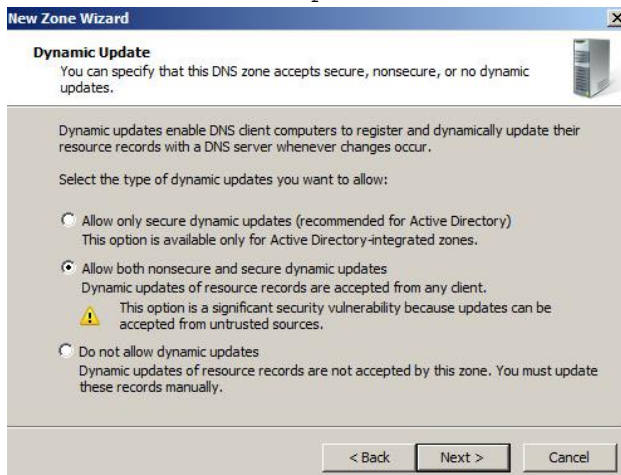 New Zone Wizard
Dynamic Update
You can specify that this DNS zone accepts secure, nonsecure, or no dynamic
updates.
Dynamic updates enable DNS client computers to register and dynamically update their
resource records with a DNS server whenever changes occur.
Select the type of dynamic updates you want to allow:
Allow only secure dynamic updates (recommended for Active Directory)
This option is available only for Active Directory-integrated zones.
Allow both nonsecure and secure dynamic updates
Dynamic updates of resource records are accepted from any client.
This option is a significant security vulnerability because updates can be
accepted from untrusted sources.
Do not allow dynamic updates
Dynamic updates of resource records are not accepted by this zone. You must update
these records manually.
< Back Next > Cancel